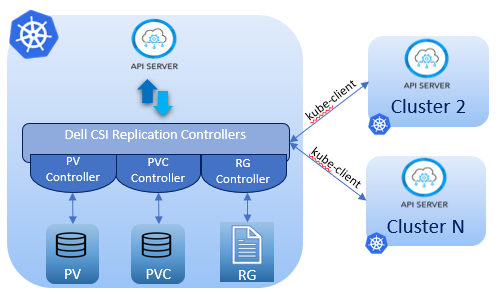 API SERVER
Dell CSI Replication Controllers
PV
Controller
PVC
Controller
RG
Controller
PV
PVC
RG
kube-client
kube-client
API SERVER
Cluster 2
API SERVER
Cluster N